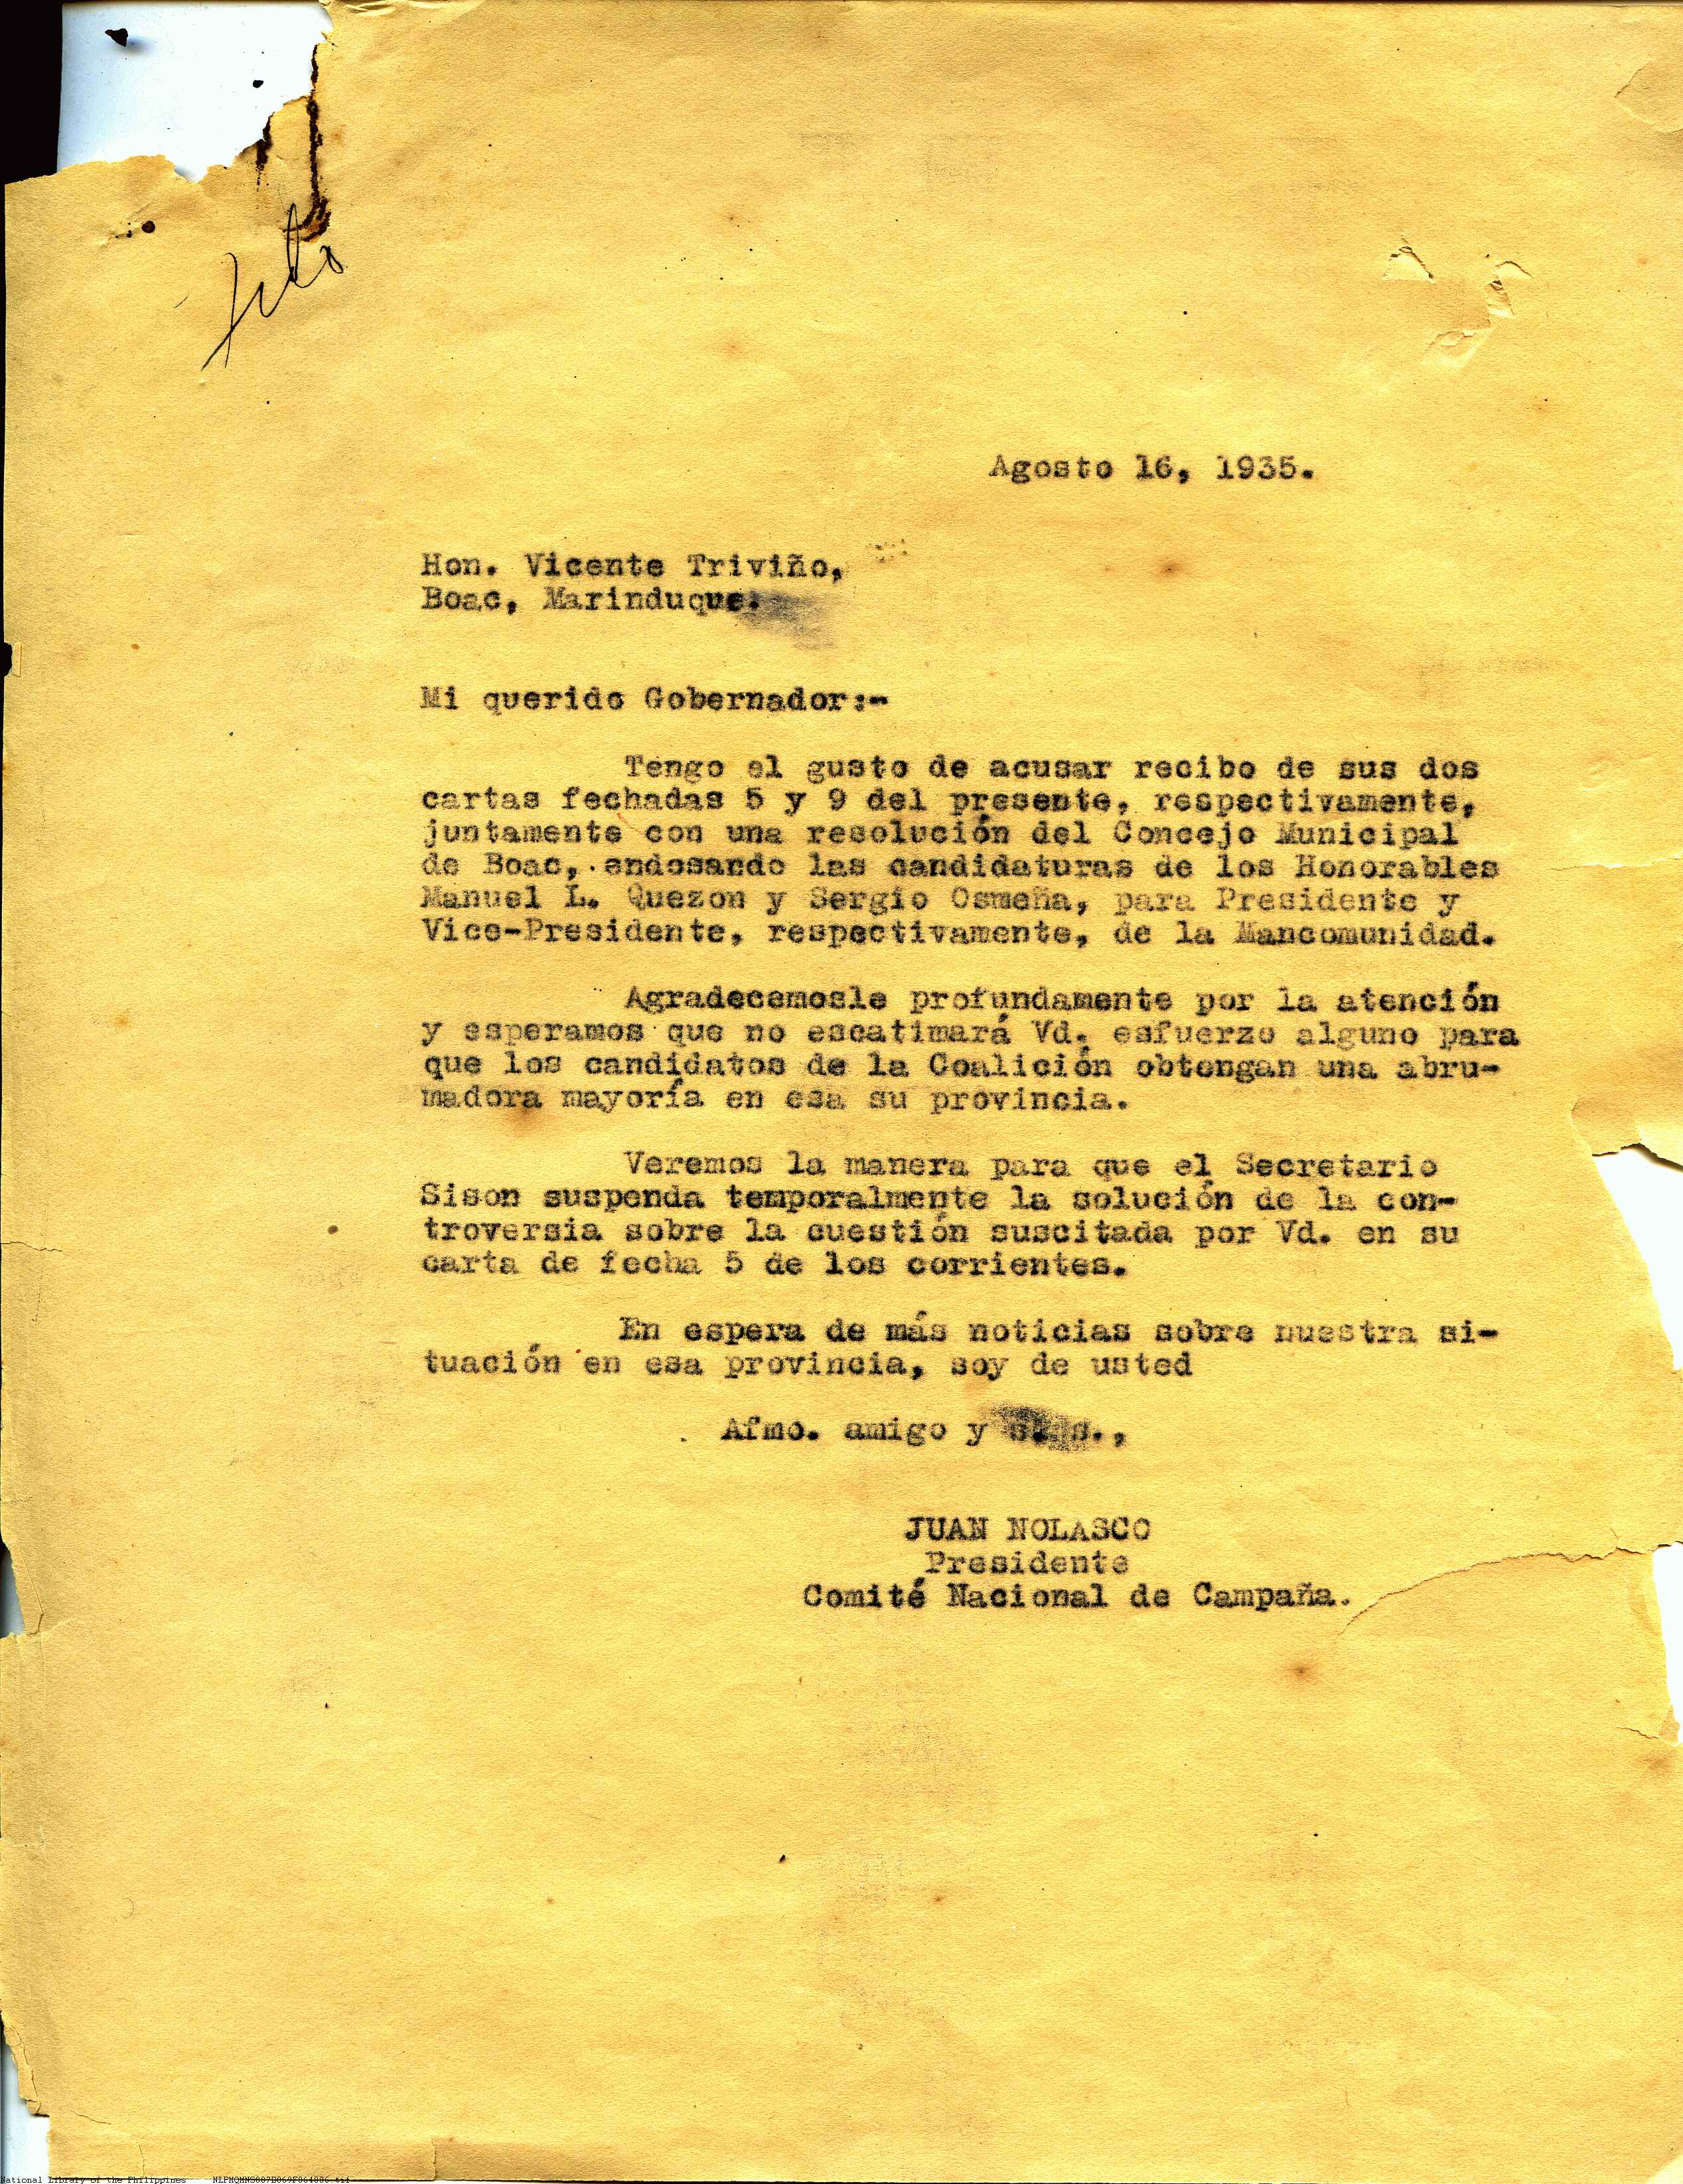 Agosto 16, 1935.
Hon. Vicente Triviño,
Boac, Marinduque.
Mi querido Gobernador:-
Tengo el gusto de acusar recibo de sus dos
cartas fechadas 5 y 9 del presente, respectivamente,
juntamente con una resolución del Concejo Municipal
de Boac, endosando las candidaturas de los Honorables
Manuel L. Quezon y Sergio Osmeña, para Presidente y
Vice-Presidente, respectivamente, de la Mancomunidad.
Agradecemosle profundamente por la atención
y esperamos que no escatimará Vd. esfuerzo alguno para
que los candidatos de la Coalición obtengan una abru-
madora mayoría en esa su provincia.
Veremos la manera para que el Secretario
Sison suspenda temporalmente la solución de la con-
troversia sobre la cuestión suscitada por Vd. en su
carta de fecha 5 de los corrientes.
En espera de más noticias sobre nuestra si-
tuación en esa provincia, soy de usted
Afmo. amigo y
JUAN NOLASCO
Presidente
Comité Nacional de Campaña.
National Library of the Philippines